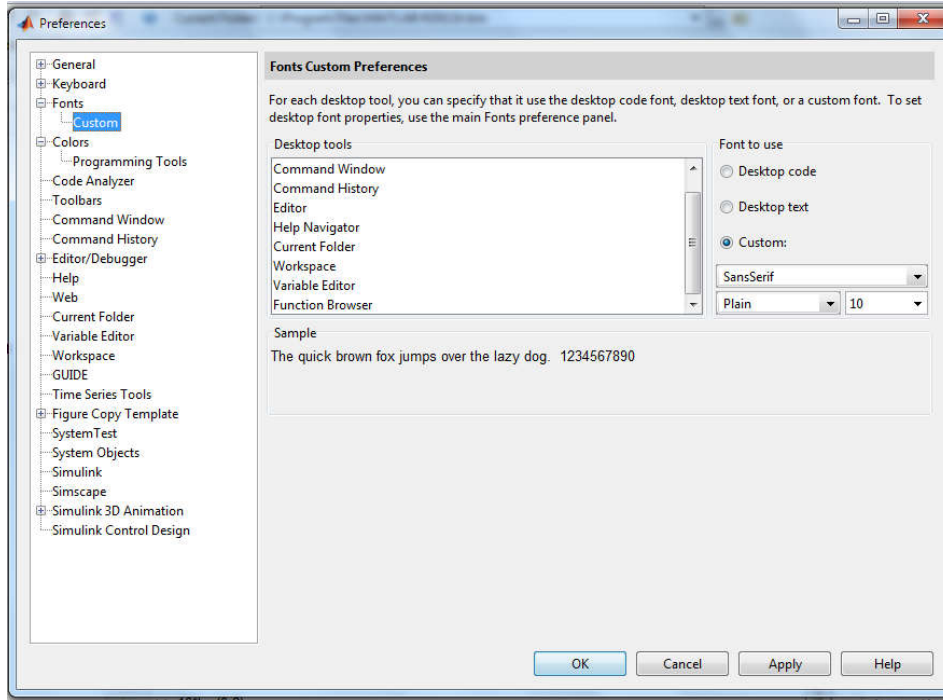 Preferences
General
Keyboard
Fonts
Custom
Colors
Programming Tools
Code Analyzer
Toolbars
Command Window
Command History
Editor/Debugger
Help
Web
Current Folder
Variable Editor
Workspace
GUIDE
Time Series Tools
Figure Copy Template
SystemTest
System Objects
Simulink
Simscape
Simulink 3D Animation
Simulink Control Design
Fonts Custom Preferences
For each desktop tool, you can specify that it use the desktop code font, desktop text font, or a custom font. To set
desktop font properties, use the main Fonts preference panel.
Desktop tools
Command Window
Command History
Editor
Help Navigator
Current Folder
Workspace
Variable Editor
Function Browser
Font to use
Desktop code
Desktop text
Custom:
SansSerif
Plain 10
Sample
The quick brown fox jumps over the lazy dog. 1234567890
OK Cancel Apply Help